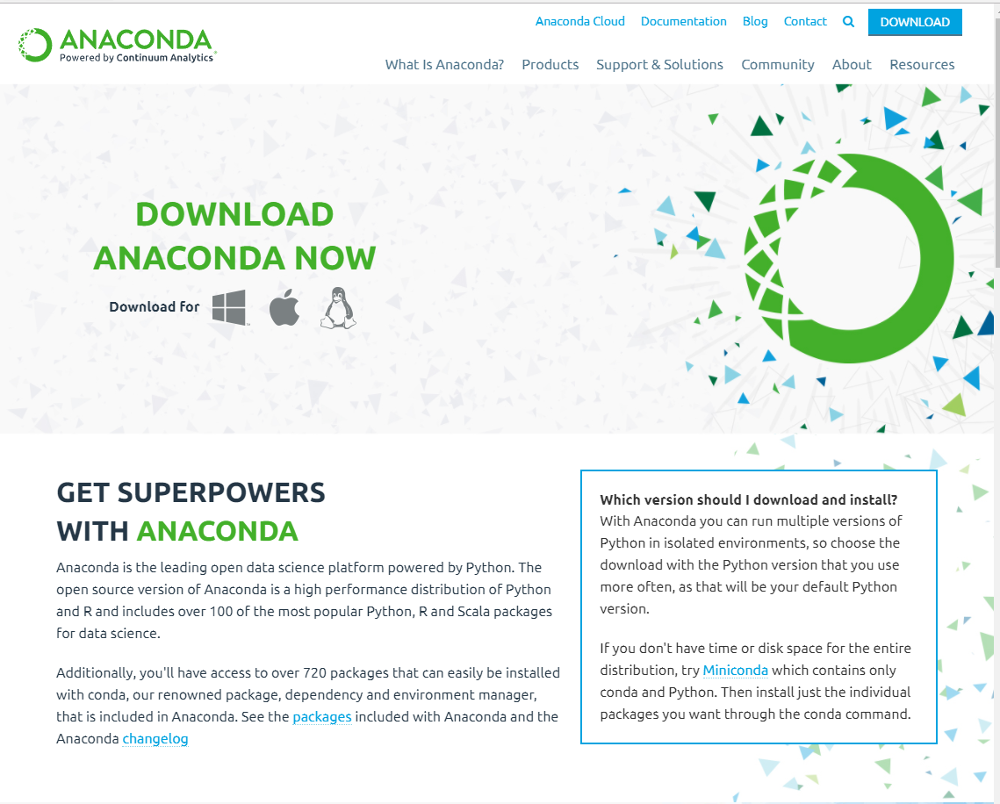 Anaconda Cloud Documentation Blog Contact DOWNLOAD
ANACONDA
Powered by Continuum Analytics
What Is Anaconda? Products Support & Solutions Community About Resources
DOWNLOAD
ANACONDA NOW
Download for
GET SUPERPOWERS
WITH ANACONDA
Anaconda is the leading open data science platform powered by Python. The
open source version of Anaconda is a high performance distribution of Python
and R and includes over 100 of the most popular Python, R and Scala packages
for data science.
Additionally, you'll have access to over 720 packages that can easily be installed
with conda, our renowned package, dependency and environment manager,
that is included in Anaconda. See the packages included with Anaconda and the
Anaconda changelog
Which version should I download and install?
With Anaconda you can run multiple versions of
Python in isolated environments, so choose the
download with the Python version that you use
more often, as that will be your default Python
version.
If you don't have time or disk space for the entire
distribution, try Miniconda which contains only
conda and Python. Then install just the individual
packages you want through the conda command.